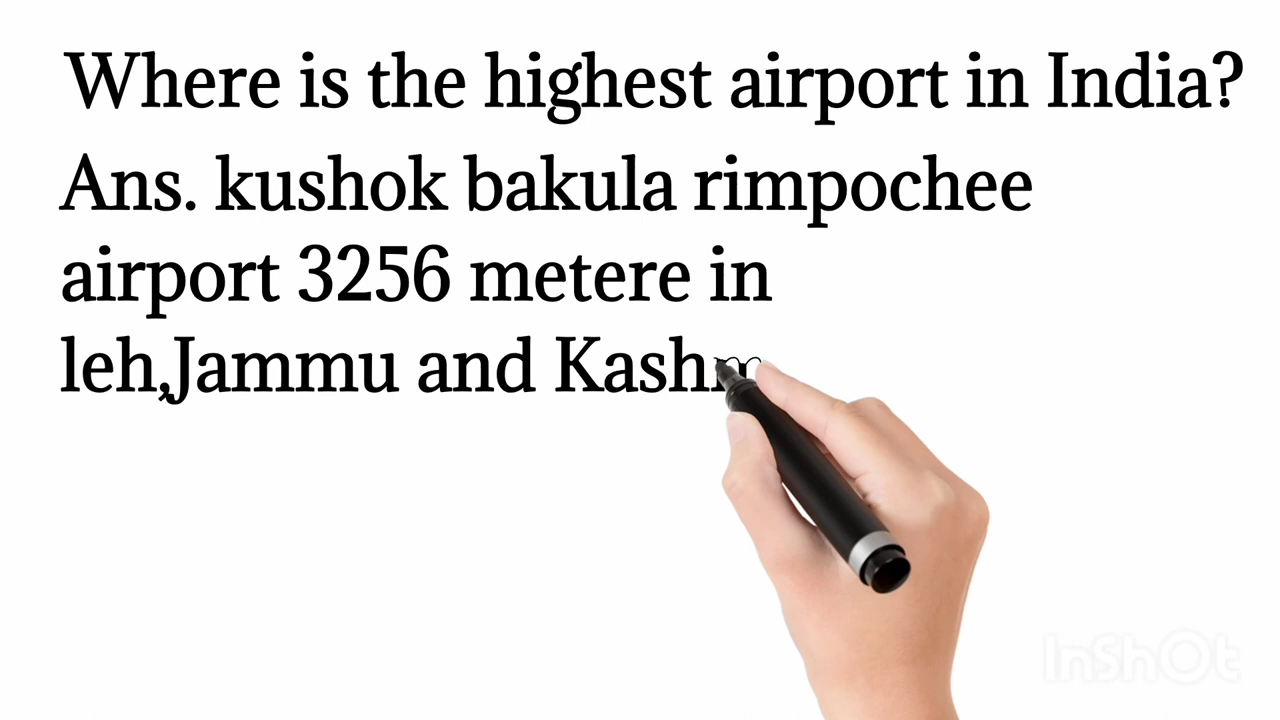 Where is the highest airport in India?
Ans. kushok bakula rimpochee
airport 3256 metere in
leh,Jammu and Kashm
InShOt